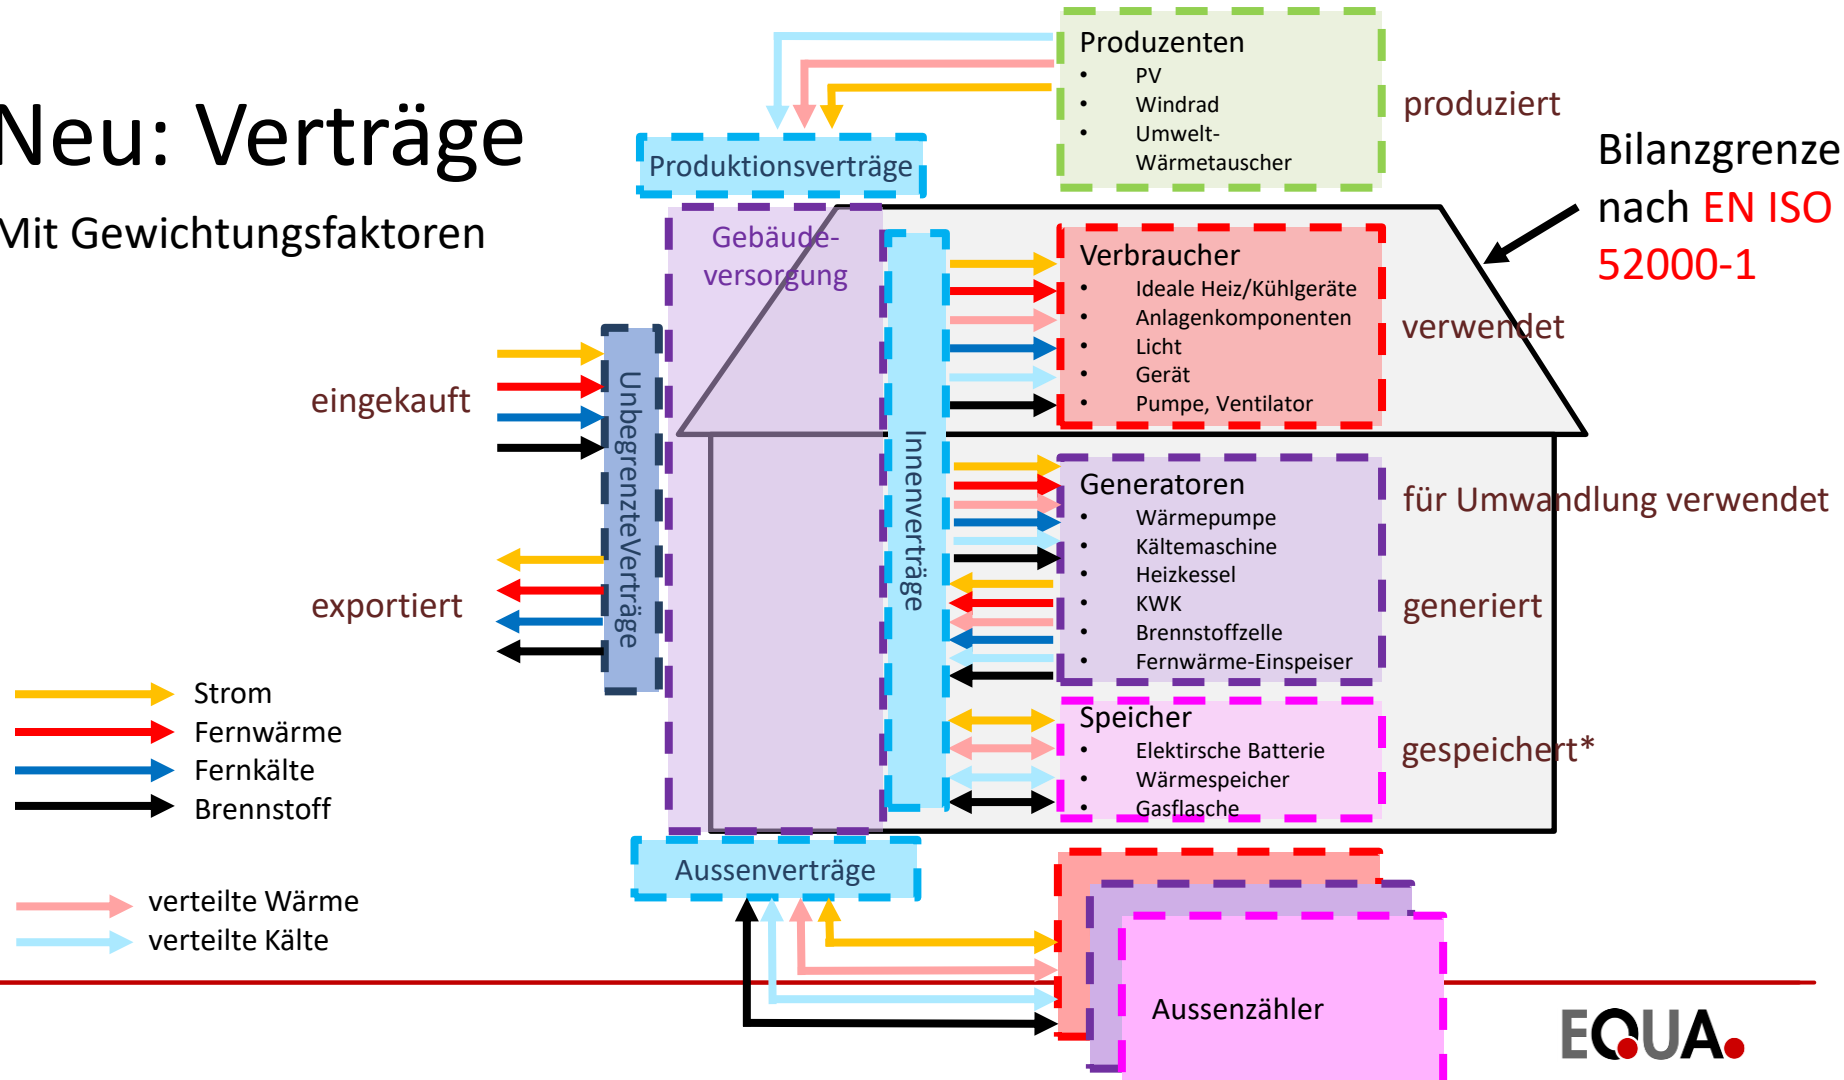 Neu: Verträge
Mit Gewichtungsfaktoren
Produzenten
• PV
• Windrad
• Umwelt-
Wärmetauscher
produziert
Bilanzgrenze
nach EN ISO
52000-1
Produktionsverträge
Gebäude-
versorgung
Verbraucher
• Ideale Heiz/Kühlgeräte
• Anlagenkomponenten
• Licht
• Gerät
• Pumpe, Ventilator
verwendet
eingekauft
UnbegrenzteVerträge
Innenverträge
Generatoren
• Wärmepumpe
• Kältemaschine
• Heizkessel
• KWK
• Brennstoffzelle
• Fernwärme-Einspeiser
für Umwandlung verwendet
generiert
exportiert
Speicher
• Elektirsche Batterie
• Wärmespeicher
• Gasflasche
gespeichert*
Strom
Fernwärme
Fernkälte
Brennstoff
verteilte Wärme
verteilte Kälte
Aussenverträge
Aussenzähler
EQUA.